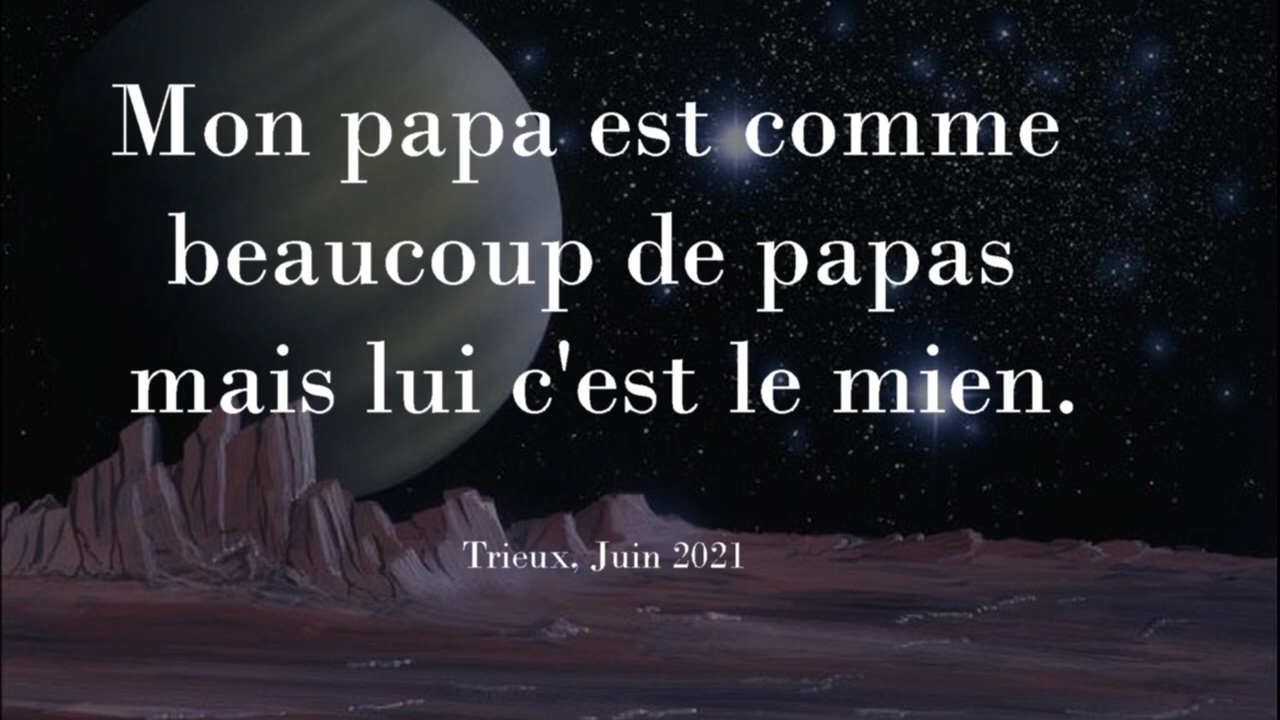 Mon papa est comme
beaucoup de papas
mais lui c'est le mien.
Trieux, Juin 2021